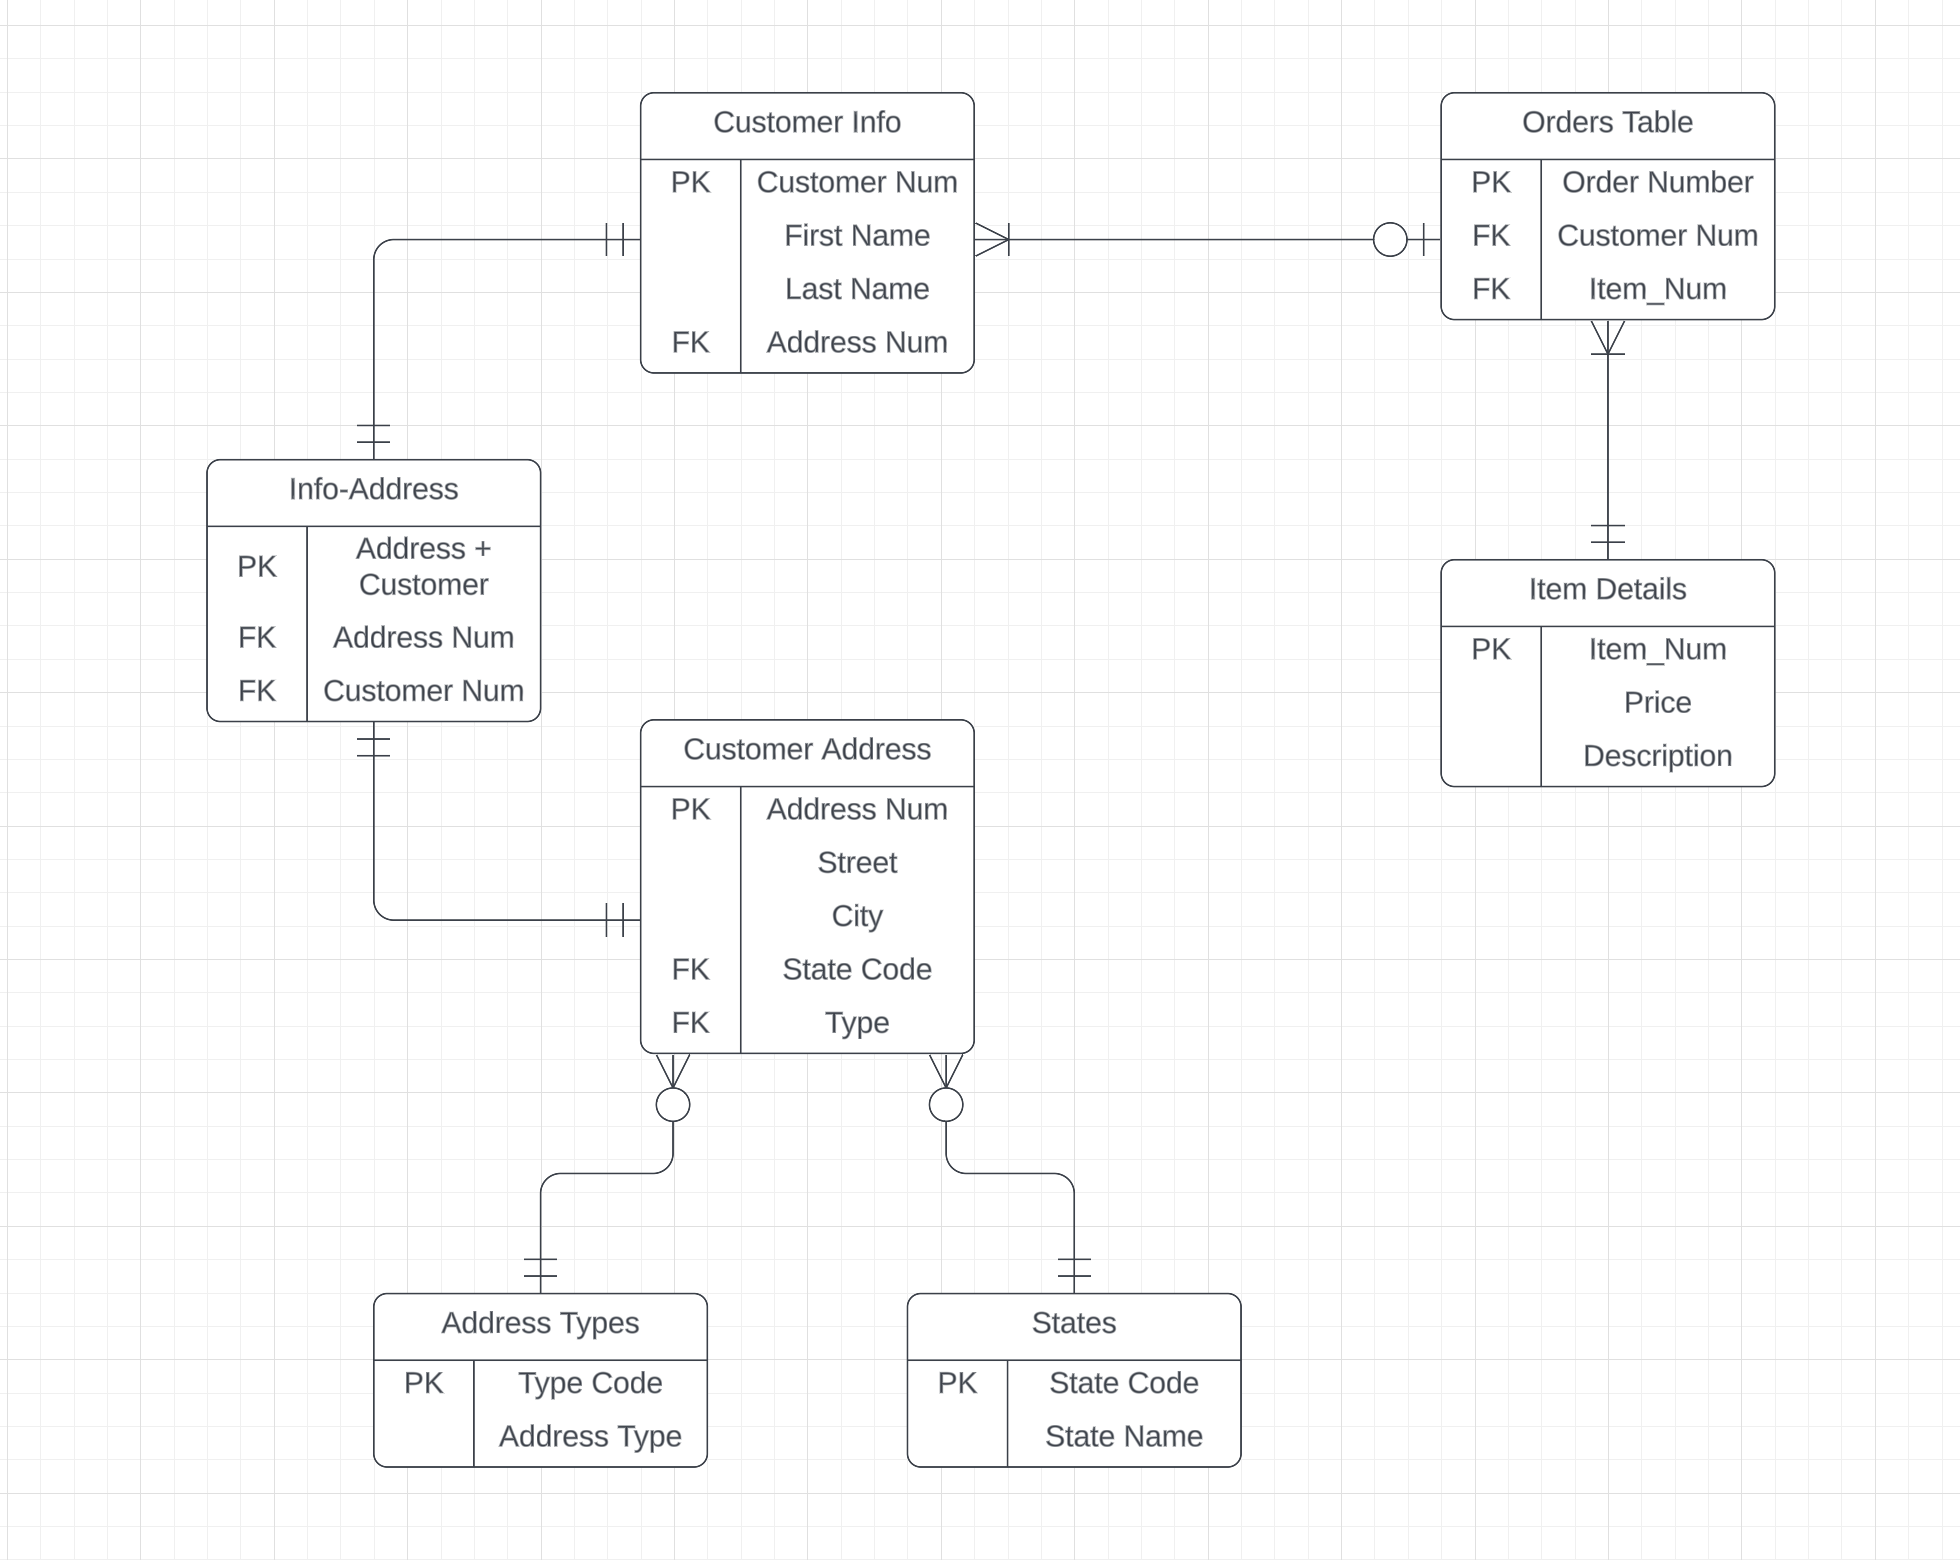 Customer Info
PK Customer Num
First Name
Last Name
FK Address Num
Orders Table
PK Order Number
FK Customer Num
FK Item_Num
Info-Address
PK Address +
Customer
FK Address Num
FK Customer Num
Item Details
PK Item_Num
Price
Description
Customer Address
PK Address Num
Street
City
FK State Code
FK Type
Address Types
PK Type Code
Address Type
States
PK State Code
State Name